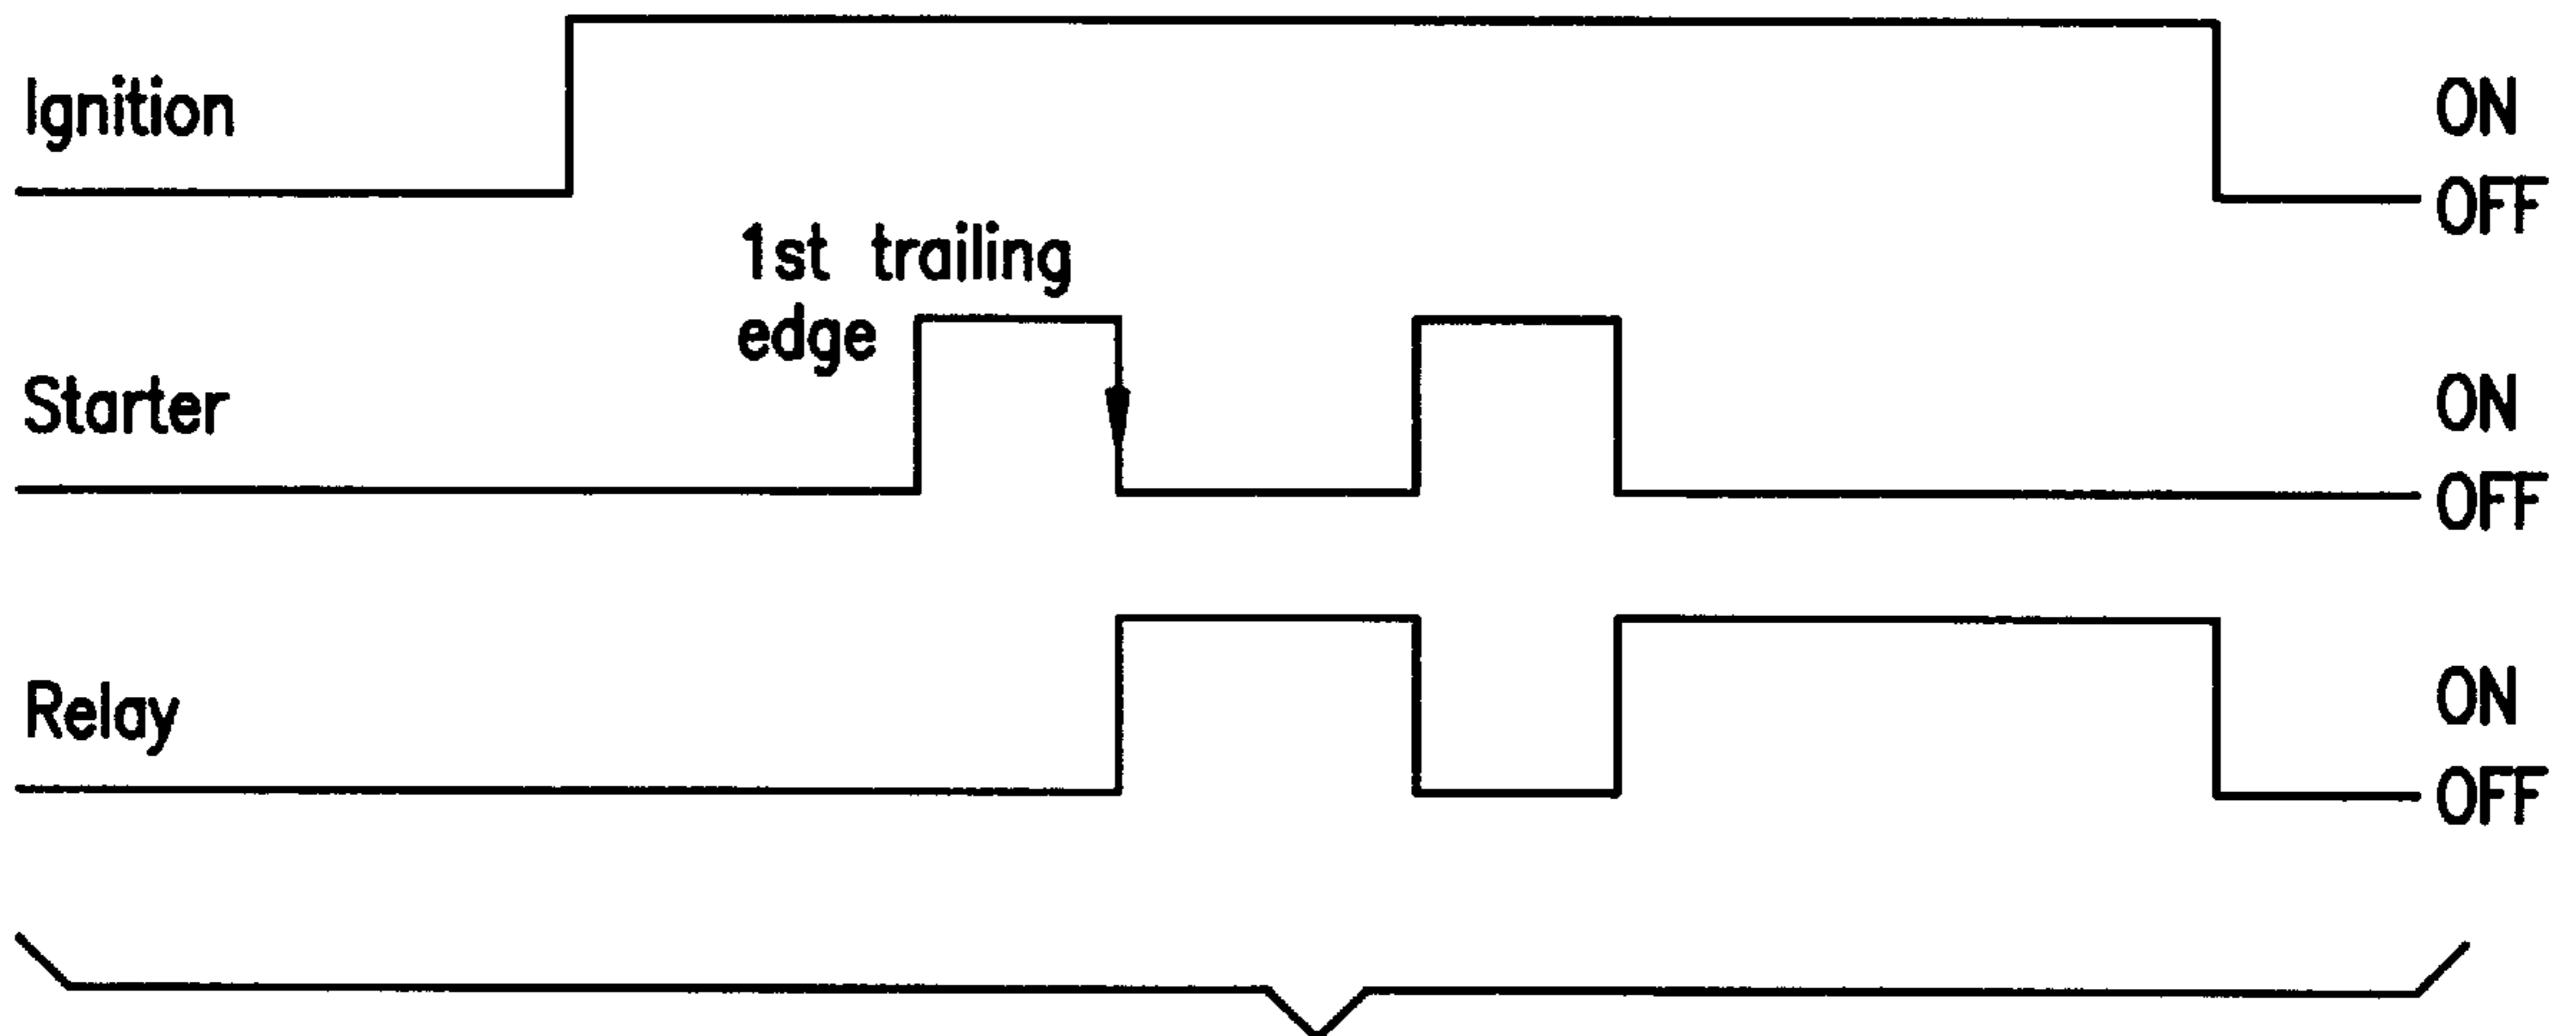 Ignition
ON
OFF
1st trailing
edge
Starter
ON
OFF
Relay
ON
OFF